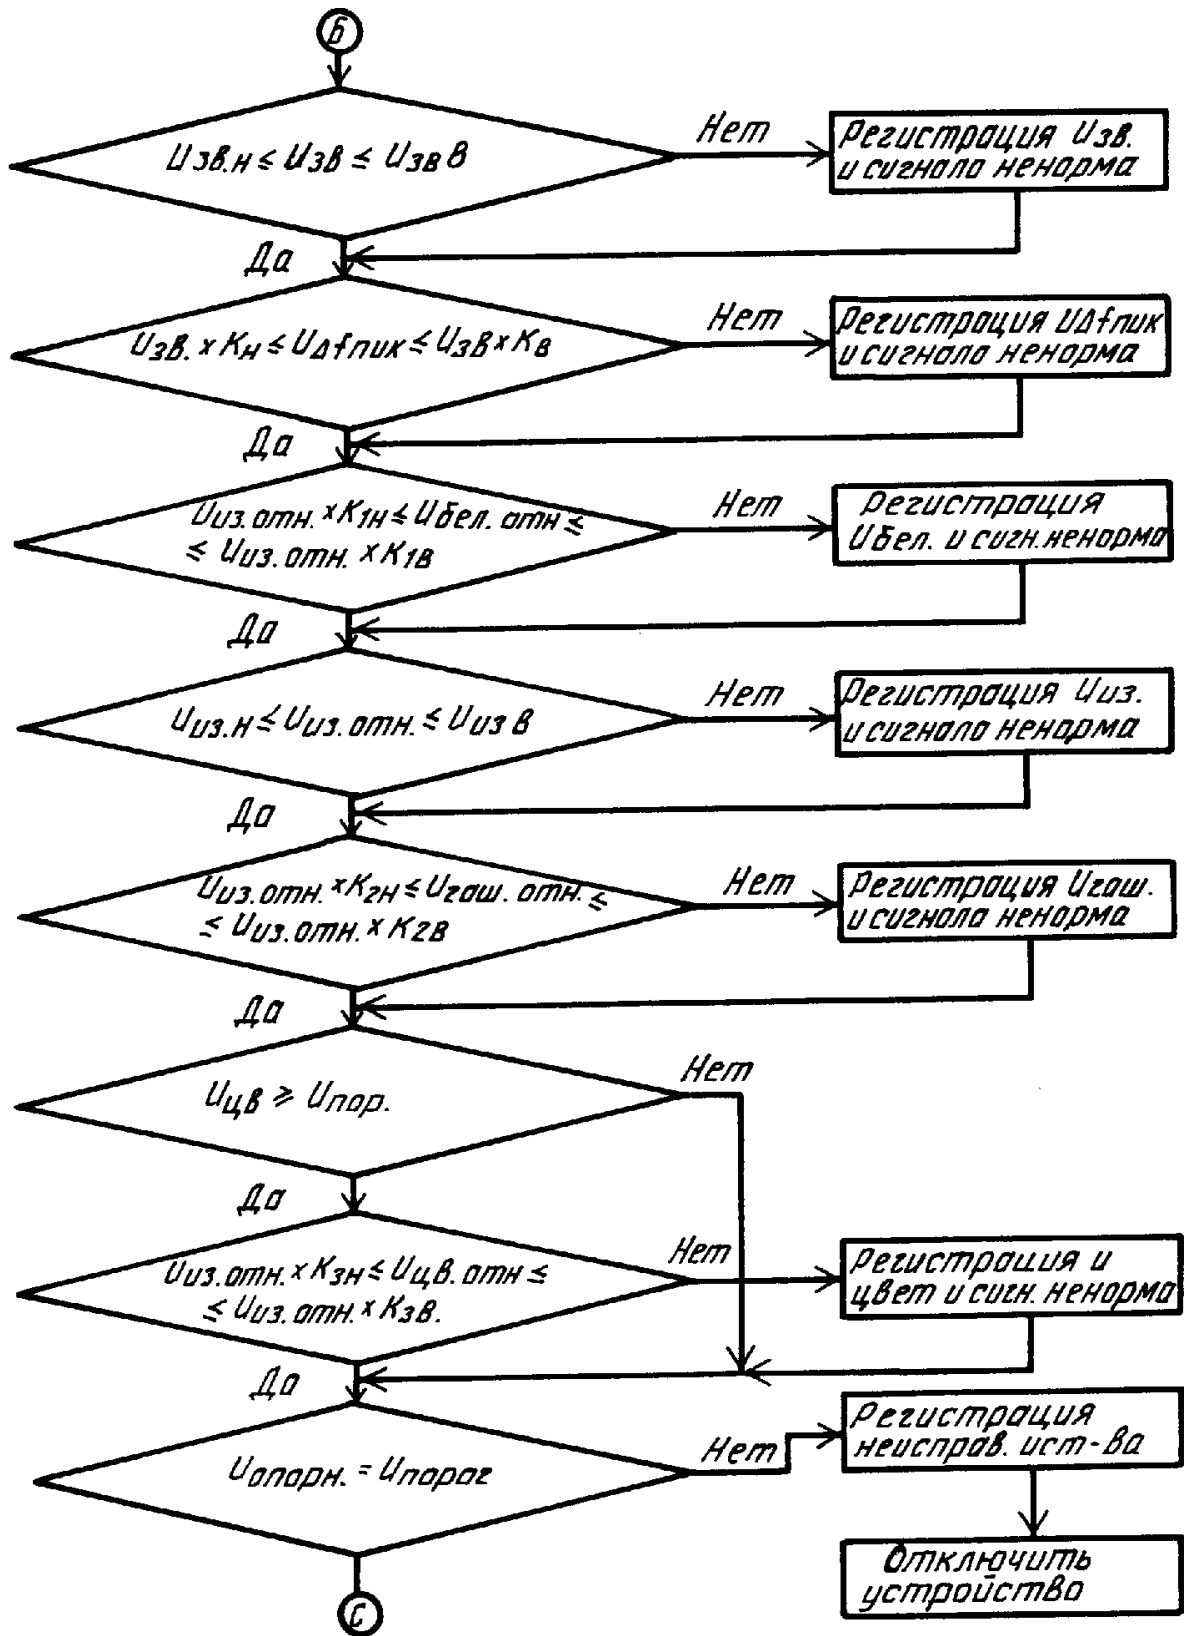 Б
Uзв.н ≤ Uзв ≤ Uзв В
Нет
Регистрация Uзв.
и сигнала ненорма
Да
Uзв. × Kн ≤ UΔfпик ≤ Uзв × Kв
Нет
Регистрация UΔfпик
и сигнала ненорма
Да
Uиз.отн. × K1н ≤ Uбел. отн ≤
≤ Uиз.отн. × K1в
Нет
Регистрация
Uбел. и сигн.ненорма
Да
Uиз.н ≤ Uиз.отн. ≤ Uиз В
Нет
Регистрация Uиз.
и сигнала ненорма
Да
Uиз.отн. × K2н ≤ Uгаш. отн. ≤
≤ Uиз.отн. × K2в
Нет
Регистрация Uгаш.
и сигнала ненорма
Да
Uцв ≥ Uпор.
Нет
Да
Uиз.отн. × K3н ≤ Uцв.отн ≤
≤ Uиз.отн. × K3в.
Нет
Регистрация и
цвет и сигн. ненорма
Да
Uопорн. = Uпорог
Нет
Регистрация
неисправ. уст-ва
Отключить
устройство
С